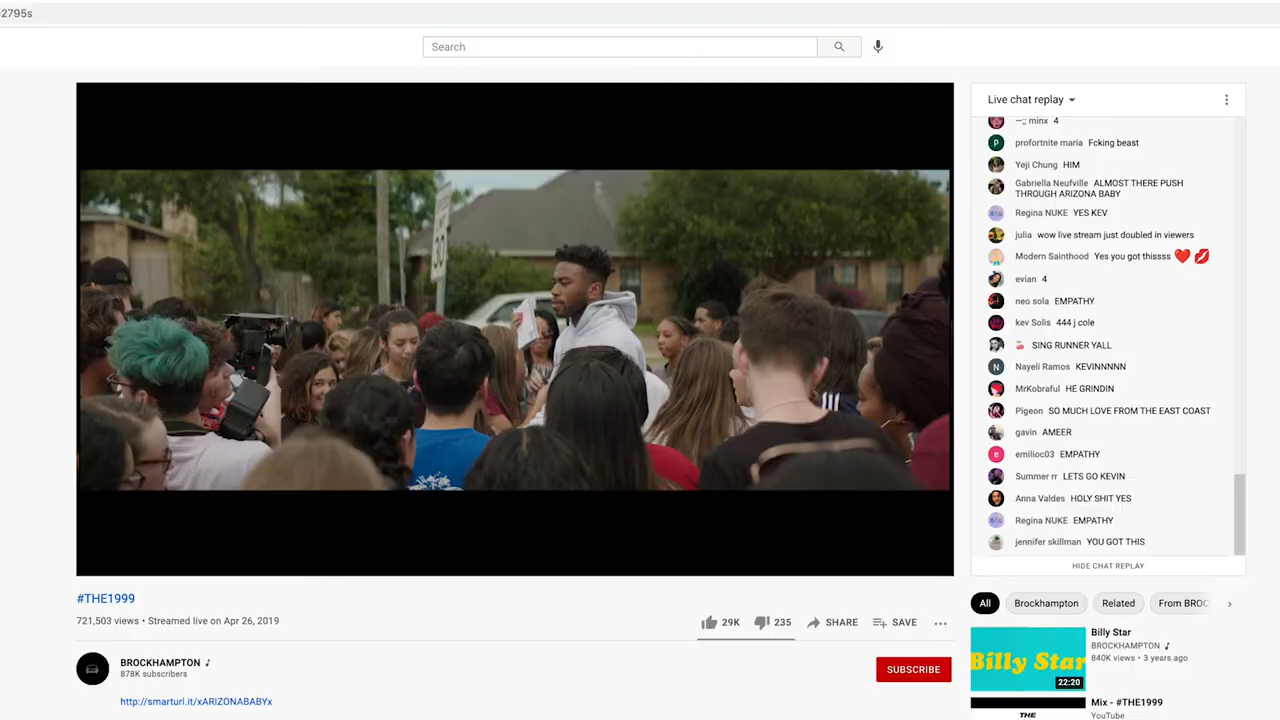 2795s
Search
Live chat replay
30
—;; minx 4
profortnite maria Fcking beast
Yeji Chung HIM
Gabriella Neufville ALMOST THERE PUSH
THROUGH ARIZONA BABY
Regina NUKE YES KEV
julia wow live stream just doubled in viewers
Modern Sainthood Yes you got thissss ❤️ 💋
evian 4
neo sola EMPATHY
kev Solis 444 j cole
🍒 SING RUNNER YALL
N Nayeli Ramos KEVINNNNN
MrKobraful HE GRINDIN
Pigeon SO MUCH LOVE FROM THE EAST COAST
gavin AMEER
e emilioc03 EMPATHY
Summer rr LETS GO KEVIN
Anna Valdes HOLY SHIT YES
Regina NUKE EMPATHY
jennifer skillman YOU GOT THIS
HIDE CHAT REPLAY
#THE1999
721,503 views • Streamed live on Apr 26, 2019
29K 235 SHARE SAVE
BROCKHAMPTON
878K subscribers
SUBSCRIBE
http://smarturl.it/xARIZONABABYx
All Brockhampton Related From BROC
Billy Star
22:20
Billy Star
BROCKHAMPTON
840K views • 3 years ago
THE
Mix - #THE1999
YouTube